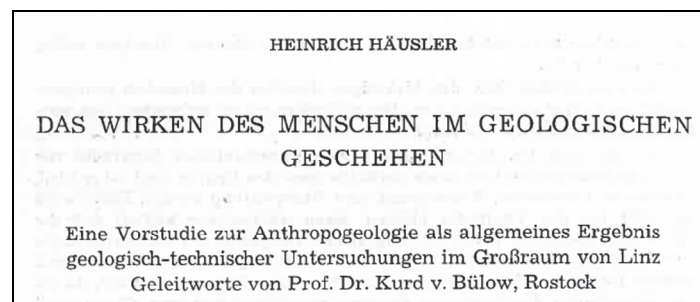 HEINRICH HÄUSLER
DAS WIRKEN DES MENSCHEN IM GEOLOGISCHEN
GESCHEHEN
Eine Vorstudie zur Anthropogeologie als allgemeines Ergebnis
geologisch-technischer Untersuchungen im Großraum von Linz
Geleitworte von Prof. Dr. Kurd v. Bülow, Rostock